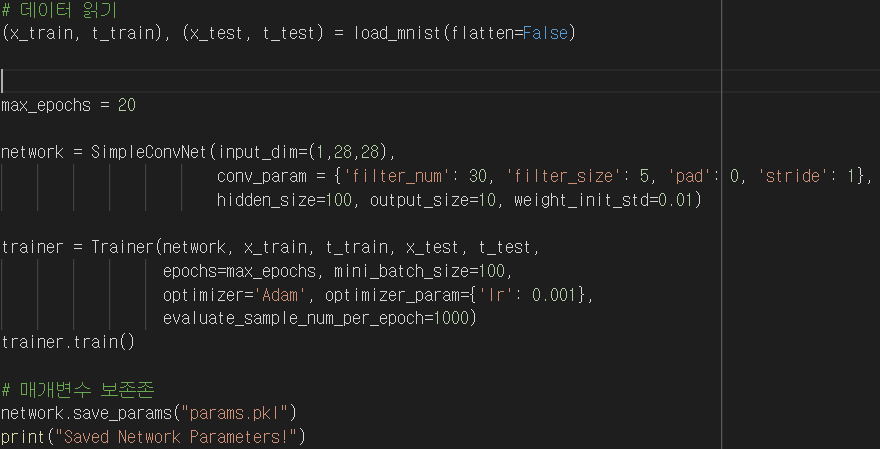 # 데이터 읽기
(x_train, t_train), (x_test, t_test) = load_mnist(flatten=False)
max_epochs = 20
network = SimpleConvNet(input_dim=(1,28,28),
conv_param = {'filter_num': 30, 'filter_size': 5, 'pad': 0, 'stride': 1},
hidden_size=100, output_size=10, weight_init_std=0.01)
trainer = Trainer(network, x_train, t_train, x_test, t_test,
epochs=max_epochs, mini_batch_size=100,
optimizer='Adam', optimizer_param={'lr': 0.001},
evaluate_sample_num_per_epoch=1000)
trainer.train()
# 매개변수 보존존
network.save_params("params.pkl")
print("Saved Network Parameters!")